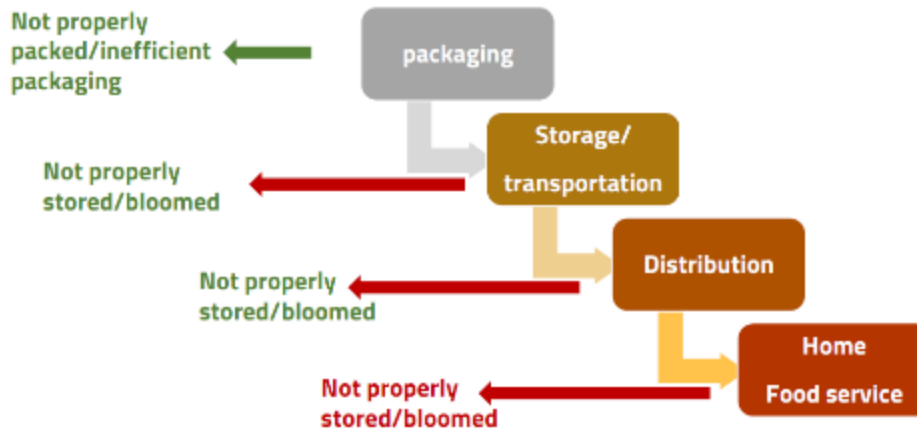 Not properly
packed/inefficient
packaging
packaging
Storage/
transportation
Not properly
stored/bloomed
Distribution
Not properly
stored/bloomed
Home
Food service
Not properly
stored/bloomed